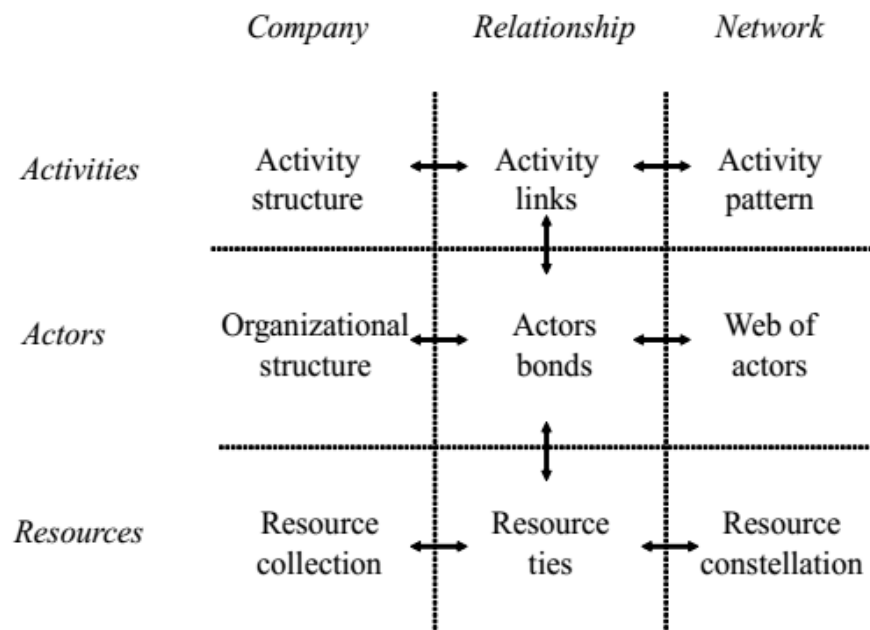 Company Relationship Network
Activities
Activity structure
Activity links
Activity pattern
Actors
Organizational structure
Actors bonds
Web of actors
Resources
Resource collection
Resource ties
Resource constellation